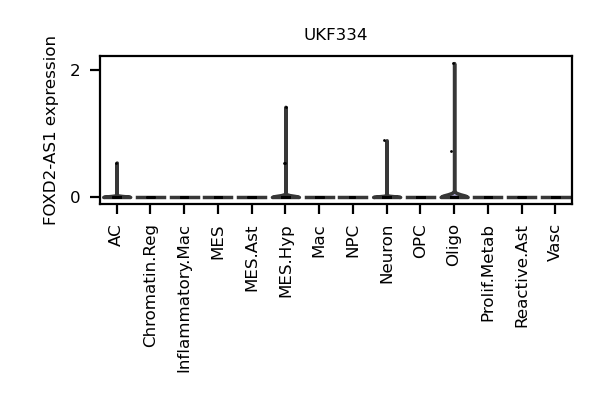 UKF334
FOXD2-AS1 expression
2
0
AC
Chromatin.Reg
Inflammatory.Mac
MES
MES.Ast
MES.Hyp
Mac
NPC
Neuron
OPC
Oligo
Prolif.Metab
Reactive.Ast
Vasc